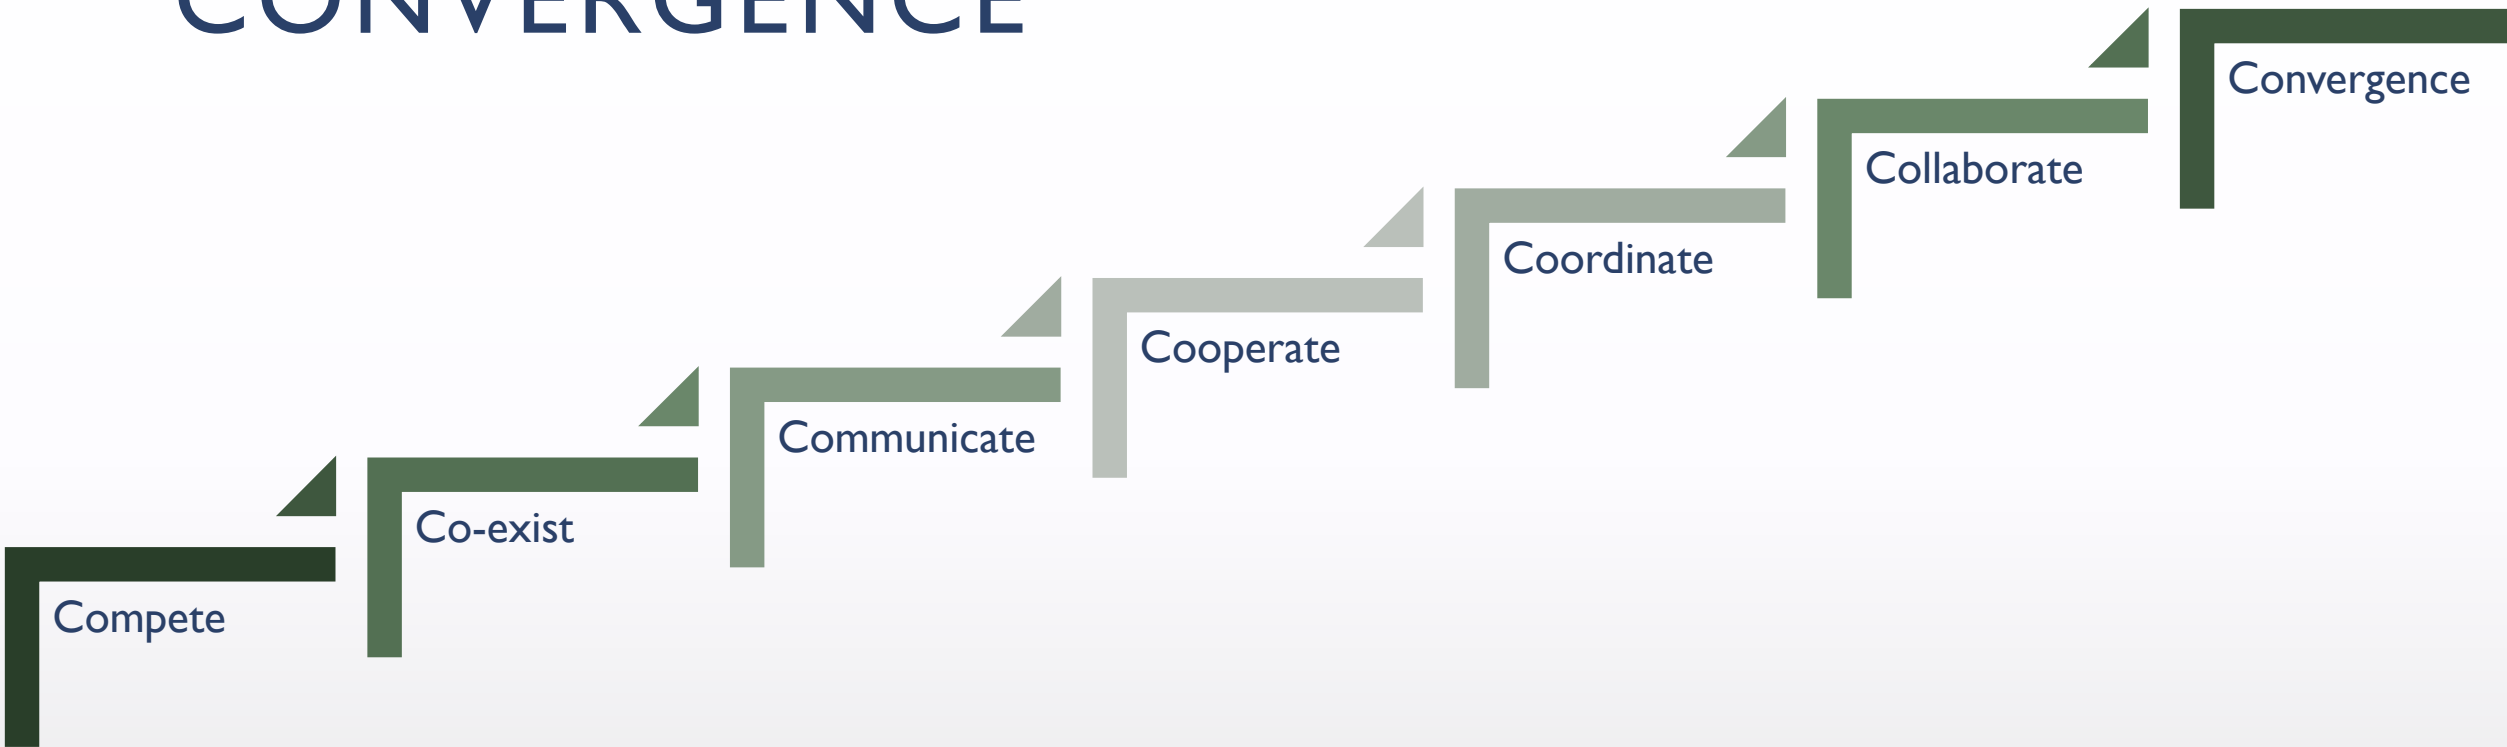 CONVERGENCE
Convergence
Collaborate
Coordinate
Cooperate
Communicate
Co-exist
Compete